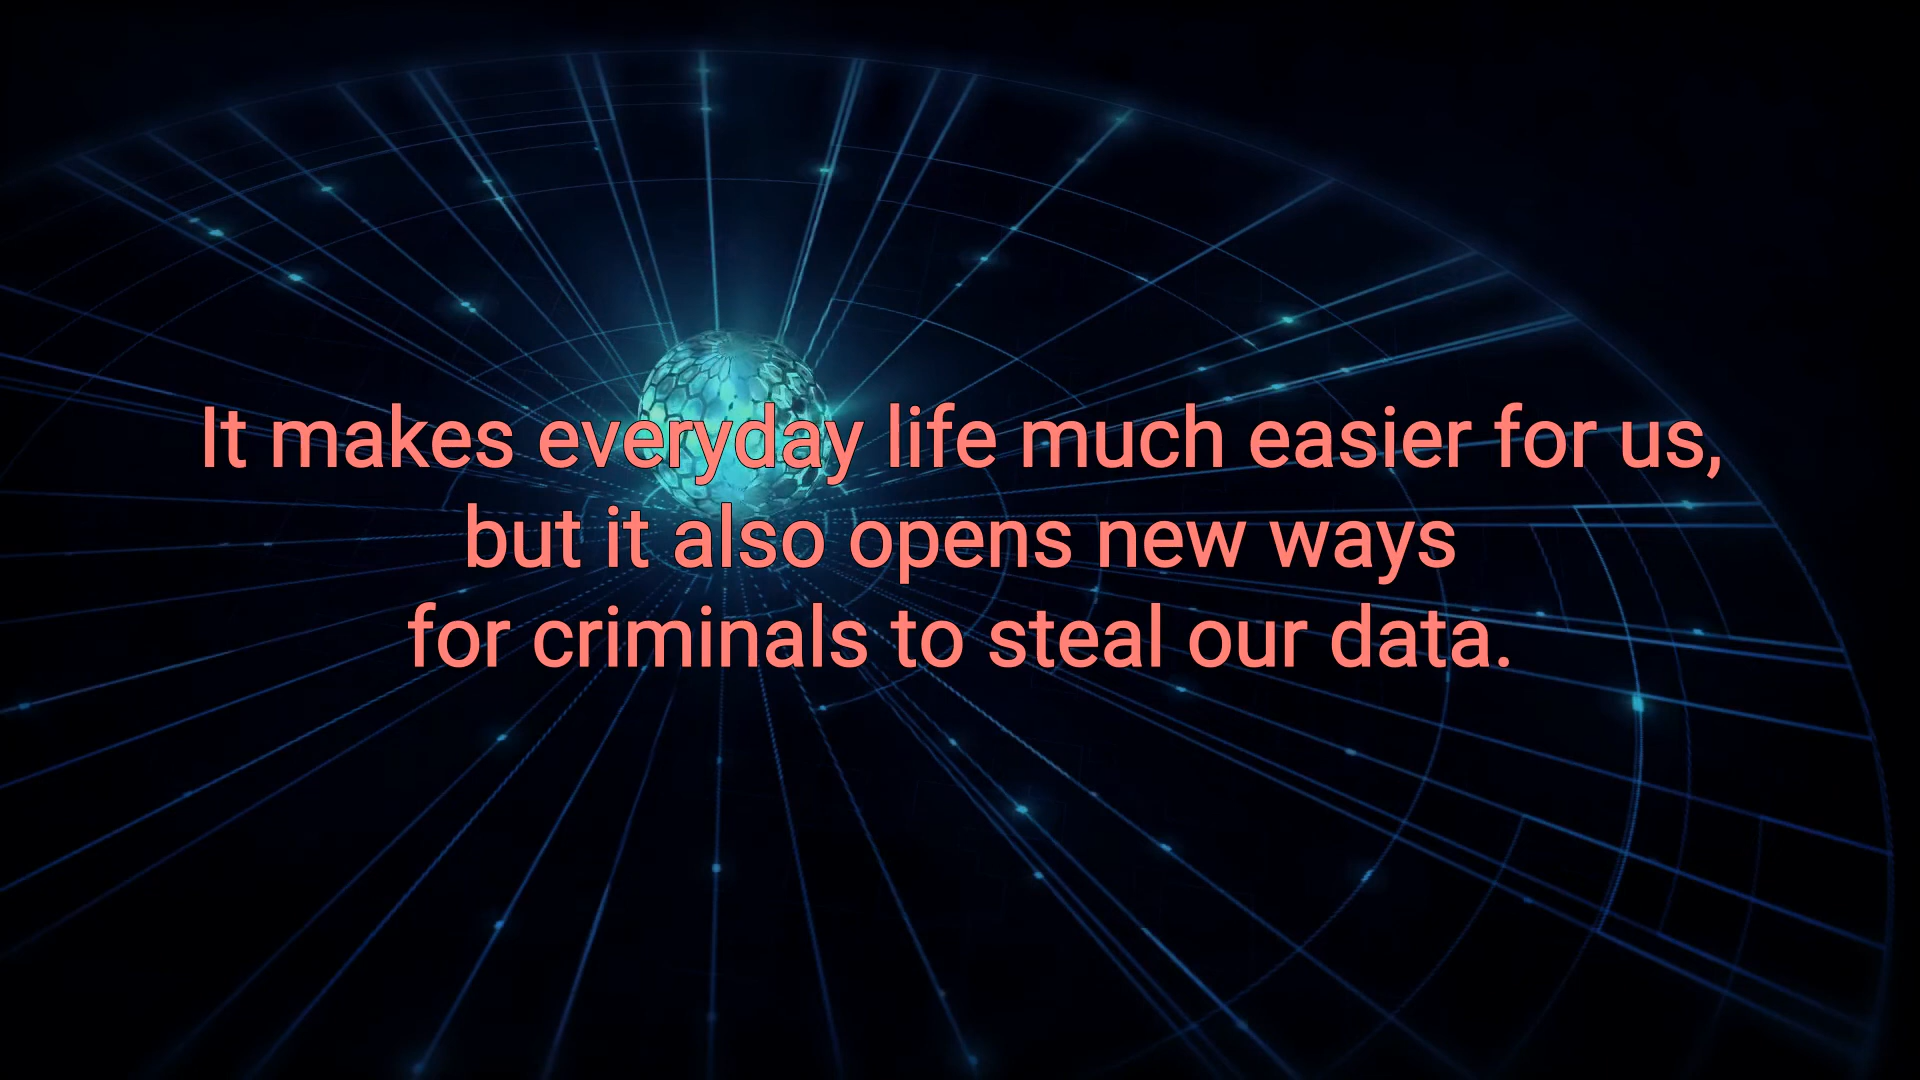 It makes everyday life much easier for us,
but it also opens new ways
for criminals to steal our data.